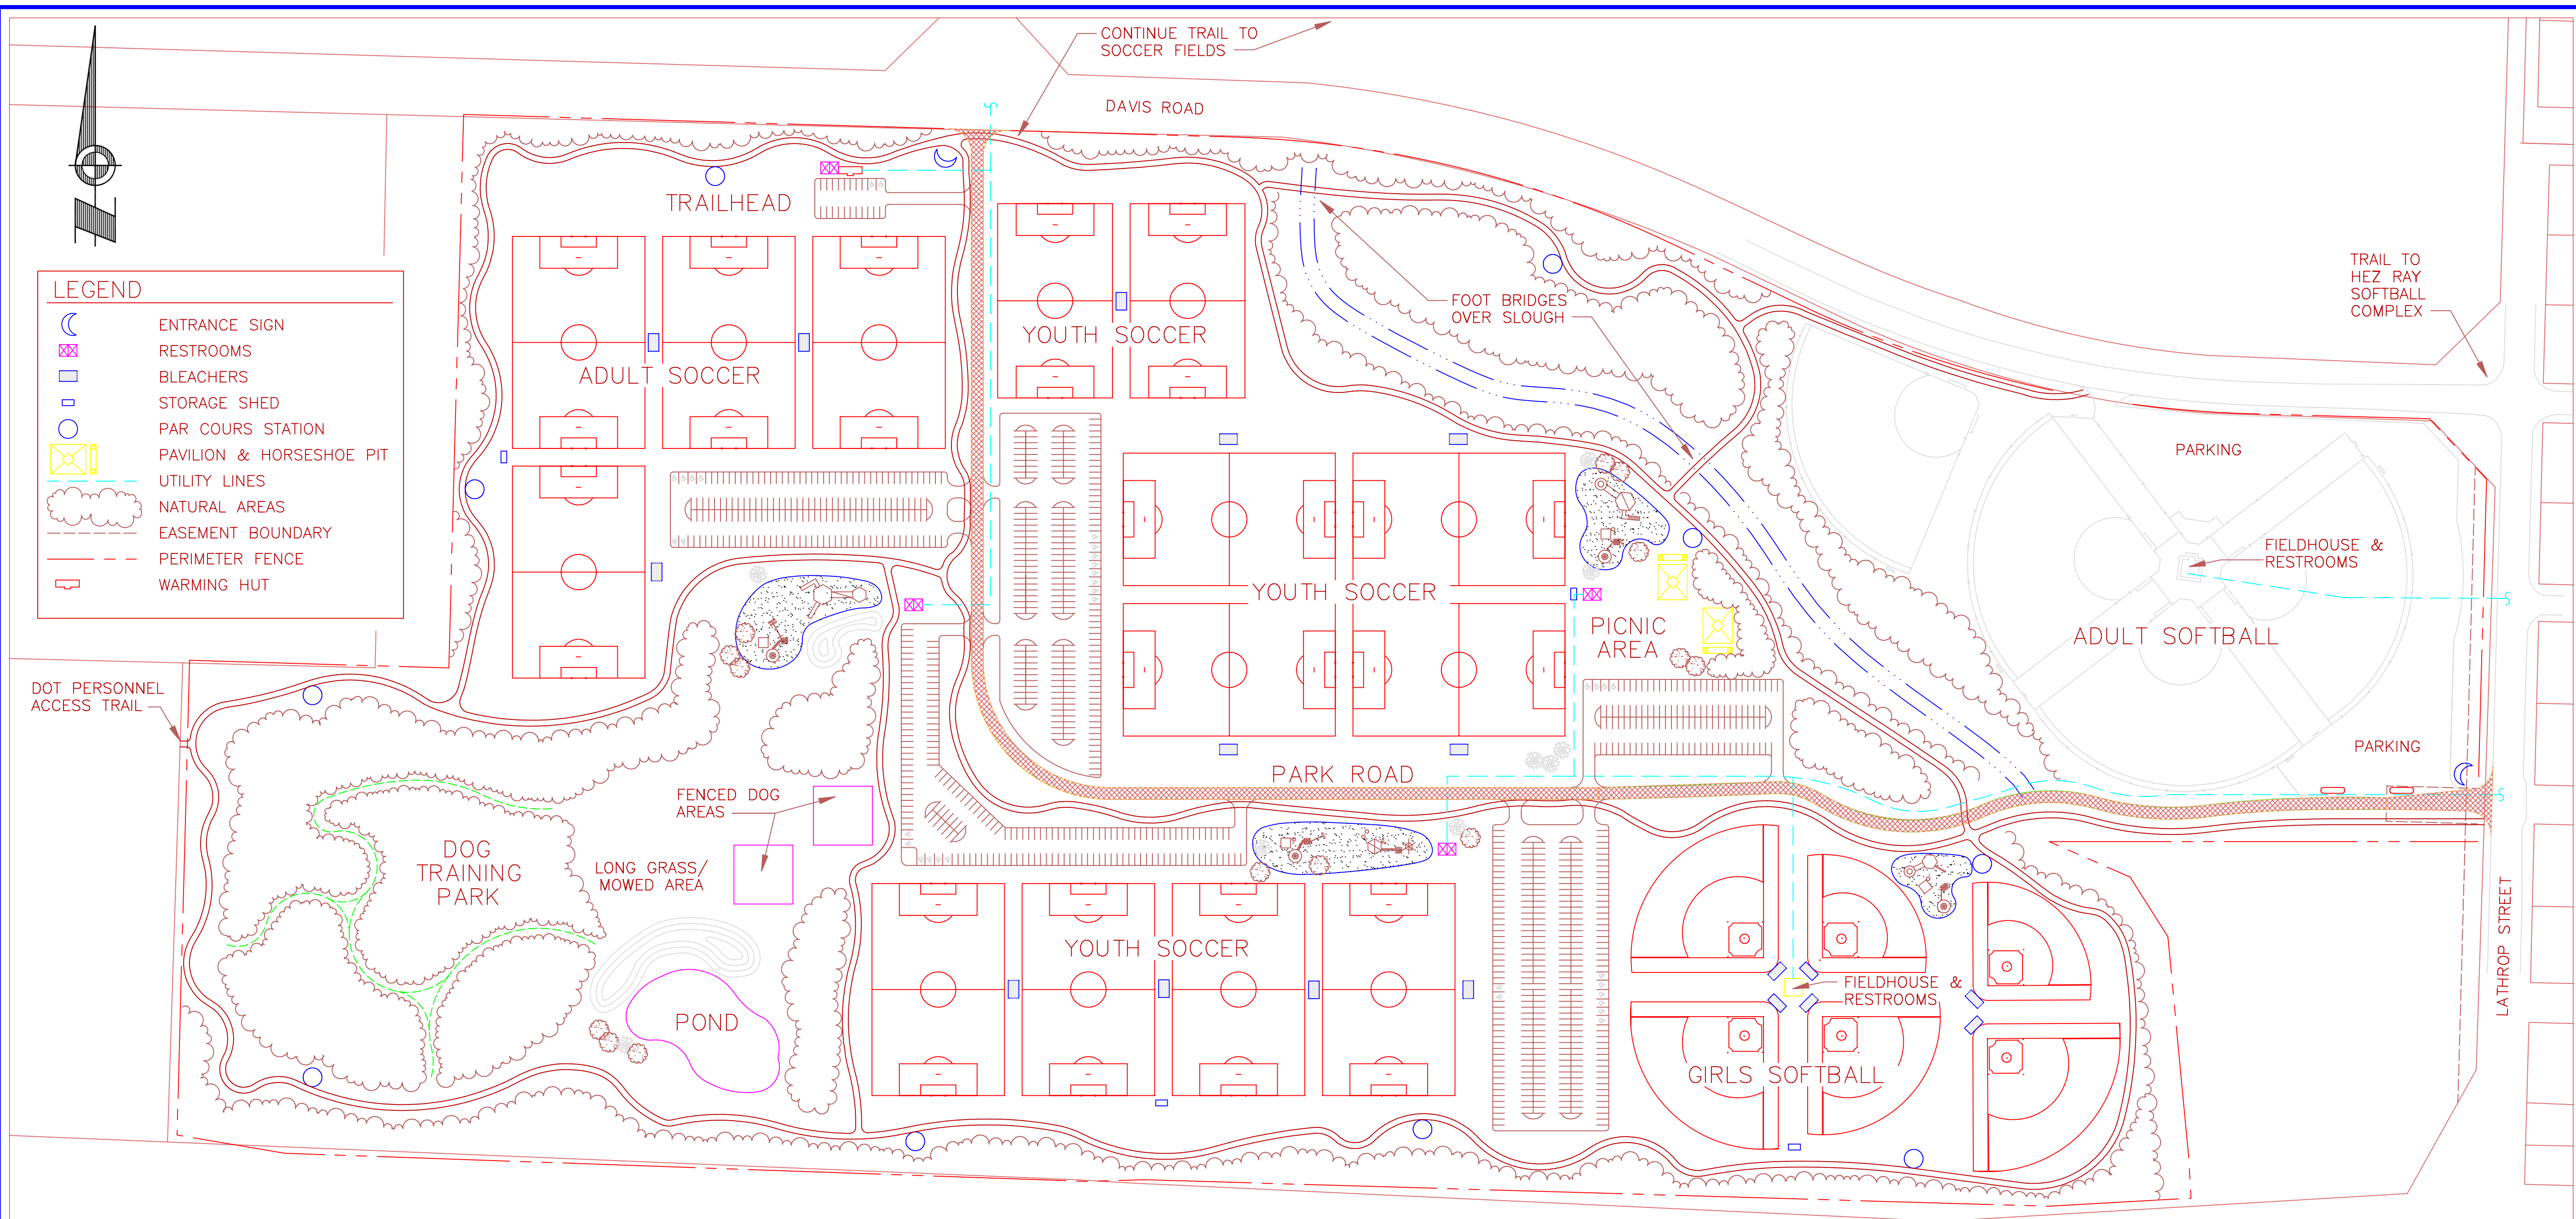 CONTINUE TRAIL TO
SOCCER FIELDS
DAVIS ROAD
N
TRAILHEAD
LEGEND
ENTRANCE SIGN
RESTROOMS
BLEACHERS
STORAGE SHED
PAR COURS STATION
PAVILION & HORSESHOE PIT
UTILITY LINES
NATURAL AREAS
EASEMENT BOUNDARY
PERIMETER FENCE
WARMING HUT
ADULT SOCCER
YOUTH SOCCER
FOOT BRIDGES
OVER SLOUGH
TRAIL TO
HEZ RAY
SOFTBALL
COMPLEX
PARKING
FIELDHOUSE &
RESTROOMS
ADULT SOFTBALL
PARKING
YOUTH SOCCER
PICNIC
AREA
DOT PERSONNEL
ACCESS TRAIL
PARK ROAD
FENCED DOG
AREAS
DOG
TRAINING
PARK
LONG GRASS/
MOWED AREA
POND
YOUTH SOCCER
FIELDHOUSE &
RESTROOMS
GIRLS SOFTBALL
LATHROP STREET